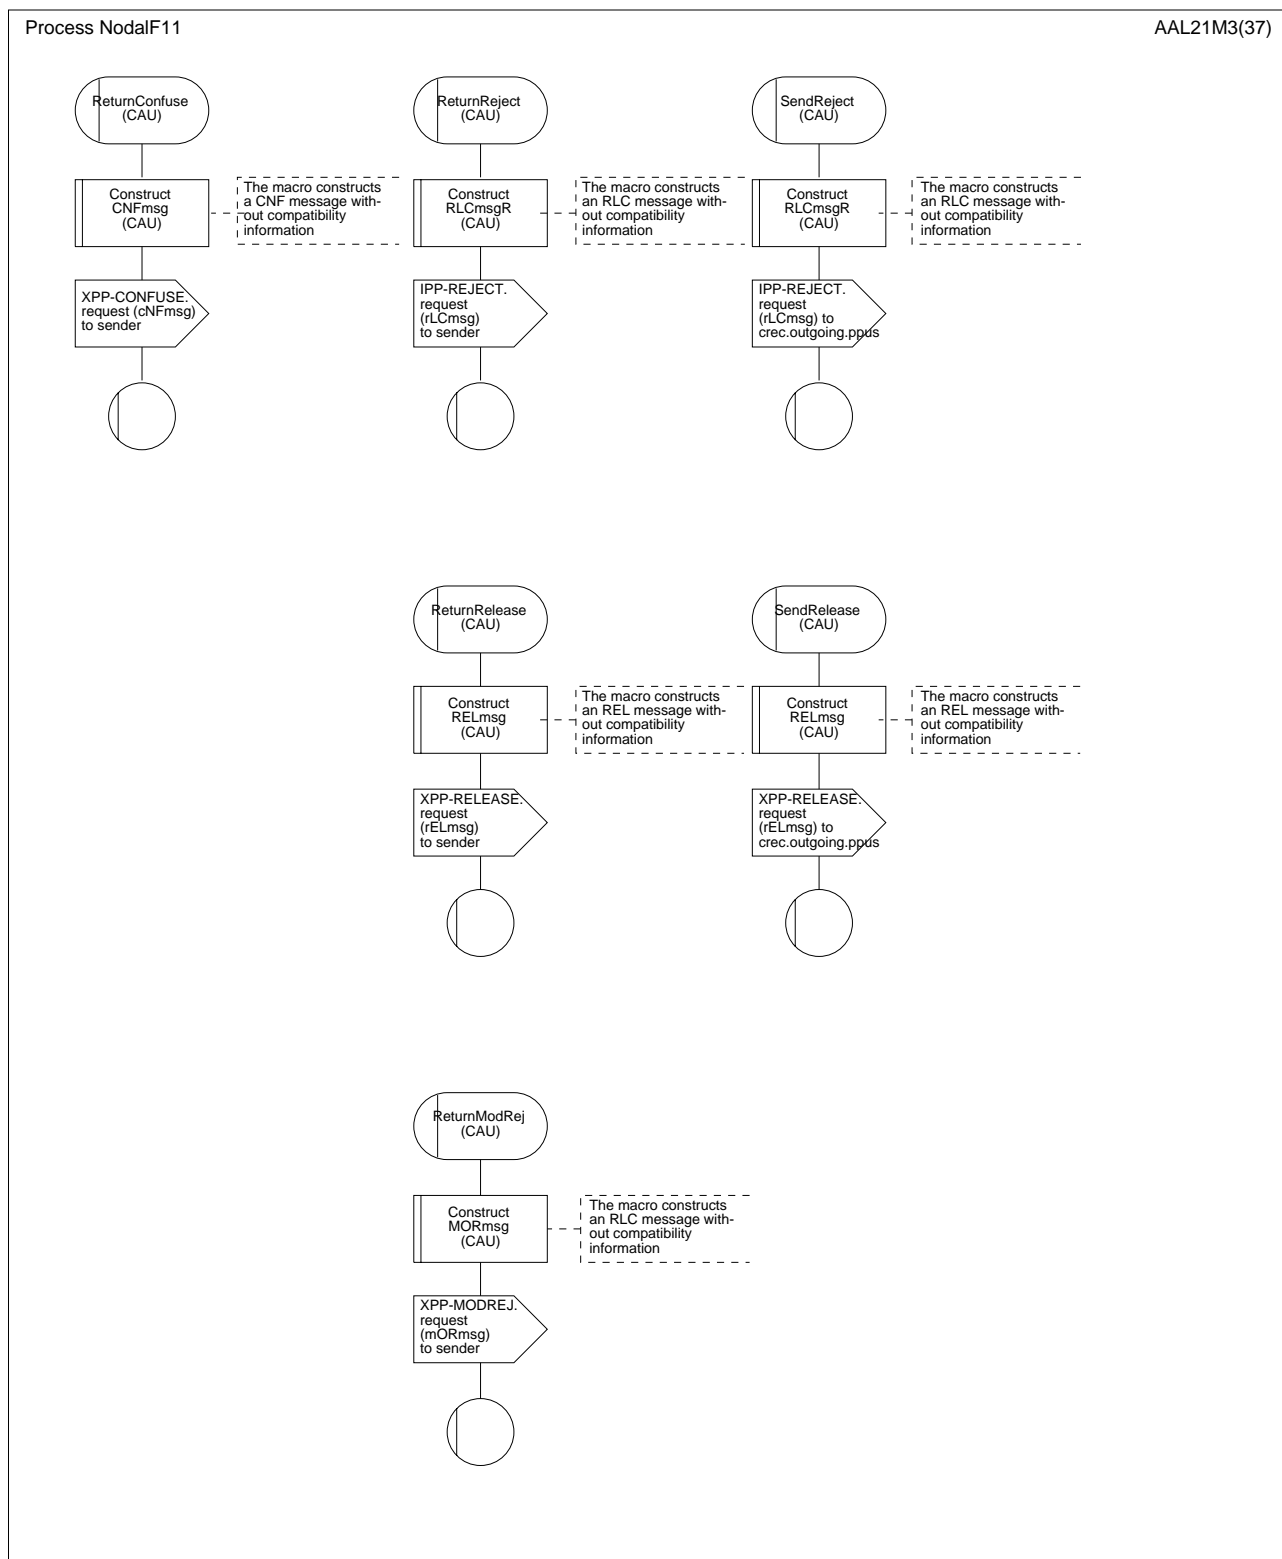 Process NodalF11
AAL21M3(37)
ReturnConfuse
(CAU)
Construct
CNFmsg
(CAU)
The macro constructs
a CNF message with-
out compatibility
information
XPP-CONFUSE.
request (cNFmsg)
to sender
ReturnReject
(CAU)
Construct
RLCmsgR
(CAU)
The macro constructs
an RLC message with-
out compatibility
information
IPP-REJECT.
request
(rLCmsg)
to sender
SendReject
(CAU)
Construct
RLCmsgR
(CAU)
The macro constructs
an RLC message with-
out compatibility
information
IPP-REJECT.
request
(rLCmsg) to
crec.outgoing.ppus
ReturnRelease
(CAU)
Construct
RELmsg
(CAU)
The macro constructs
an REL message with-
out compatibility
information
XPP-RELEASE.
request
(rELmsg)
to sender
SendRelease
(CAU)
Construct
RELmsg
(CAU)
The macro constructs
an REL message with-
out compatibility
information
XPP-RELEASE.
request
(rELmsg) to
crec.outgoing.ppus
ReturnModRej
(CAU)
Construct
MORmsg
(CAU)
The macro constructs
an RLC message with-
out compatibility
information
XPP-MODREJ.
request
(mORmsg)
to sender